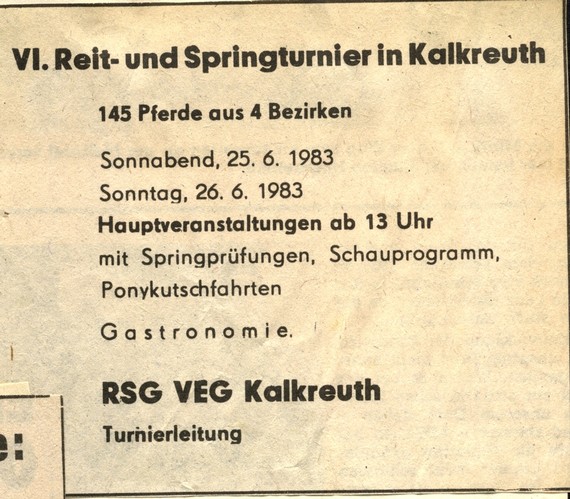 VI. Reit- und Springturnier in Kalkreuth
145 Pferde aus 4 Bezirken
Sonnabend, 25. 6. 1983
Sonntag, 26. 6. 1983
Hauptveranstaltungen ab 13 Uhr
mit Springprüfungen, Schauprogramm,
Ponykutschfahrten
Gastronomie.
RSG VEG Kalkreuth
Turnierleitung
e: